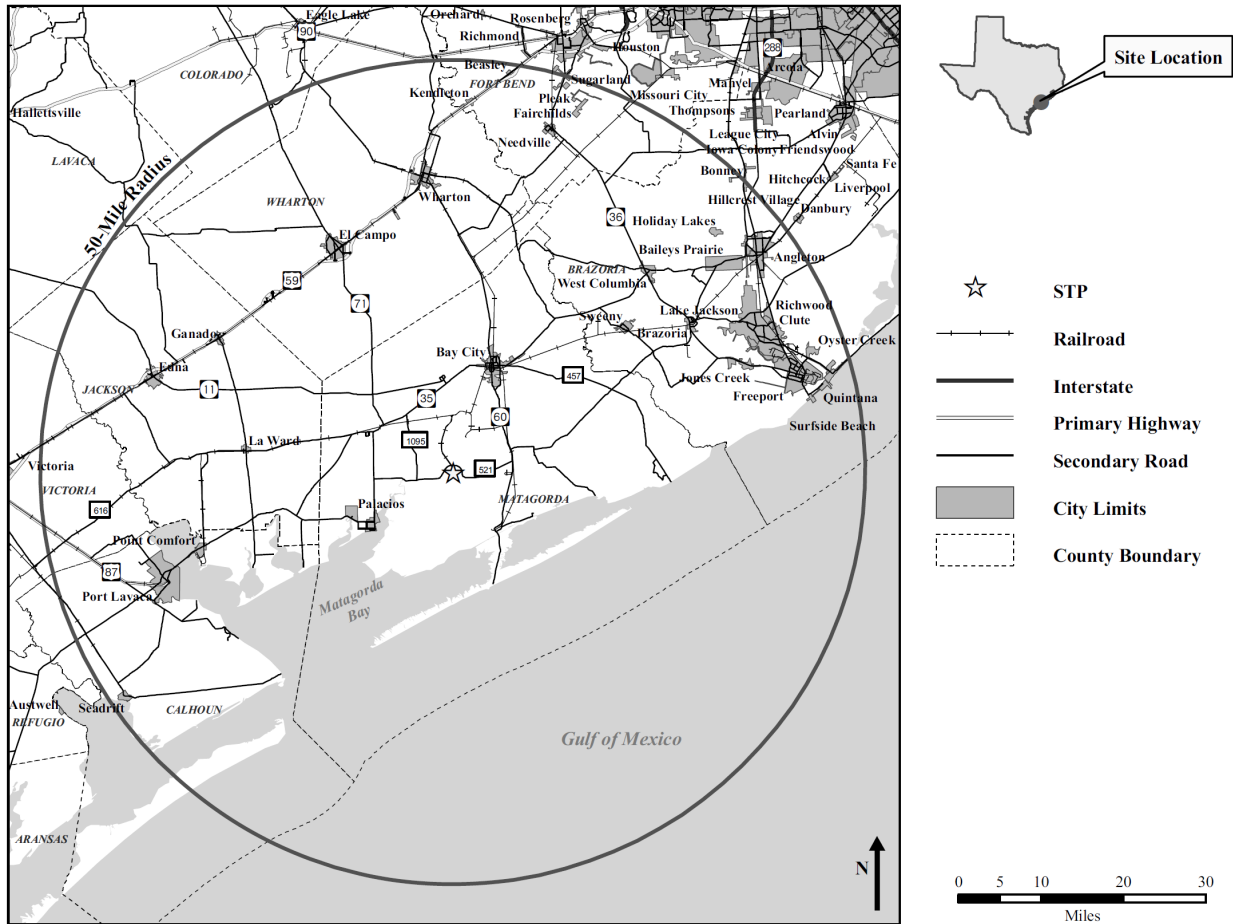 Eagle Lake
Orchard
Rosenberg
90
Richmond
Houston
288
COLORADO
Beasley
FORT BEND
Sugarland
Arcola
Kendleton
Manvel
Missouri City
Pleak
Fairchilds
Thompsons
Pearland
Hallettsville
Needville
League City
Alvin
Iowa Colony
Friendswood
LAVACA
Santa Fe
Bonney
Hitchcock
Liverpool
50-Mile Radius
Wharton
WHARTON
Hillcrest Village
Danbury
36
Holiday Lakes
El Campo
Baileys Prairie
Angleton
BRAZORIA
West Columbia
59
71
Richwood
Lake Jackson
Clute
Sweeny
Ganado
Brazoria
Oyster Creek
Bay City
Edna
457
Jones Creek
JACKSON
11
35
Freeport
Quintana
60
Surfside Beach
La Ward
1095
Victoria
521
VICTORIA
MATAGORDA
616
Palacios
Point Comfort
87
Port Lavaca
Matagorda
Bay
Austwell
Seadrift
CALHOUN
REFUGIO
Gulf of Mexico
ARANSAS
N
Site Location
STP
Railroad
Interstate
Primary Highway
Secondary Road
City Limits
County Boundary
0 5 10 20 30
Miles